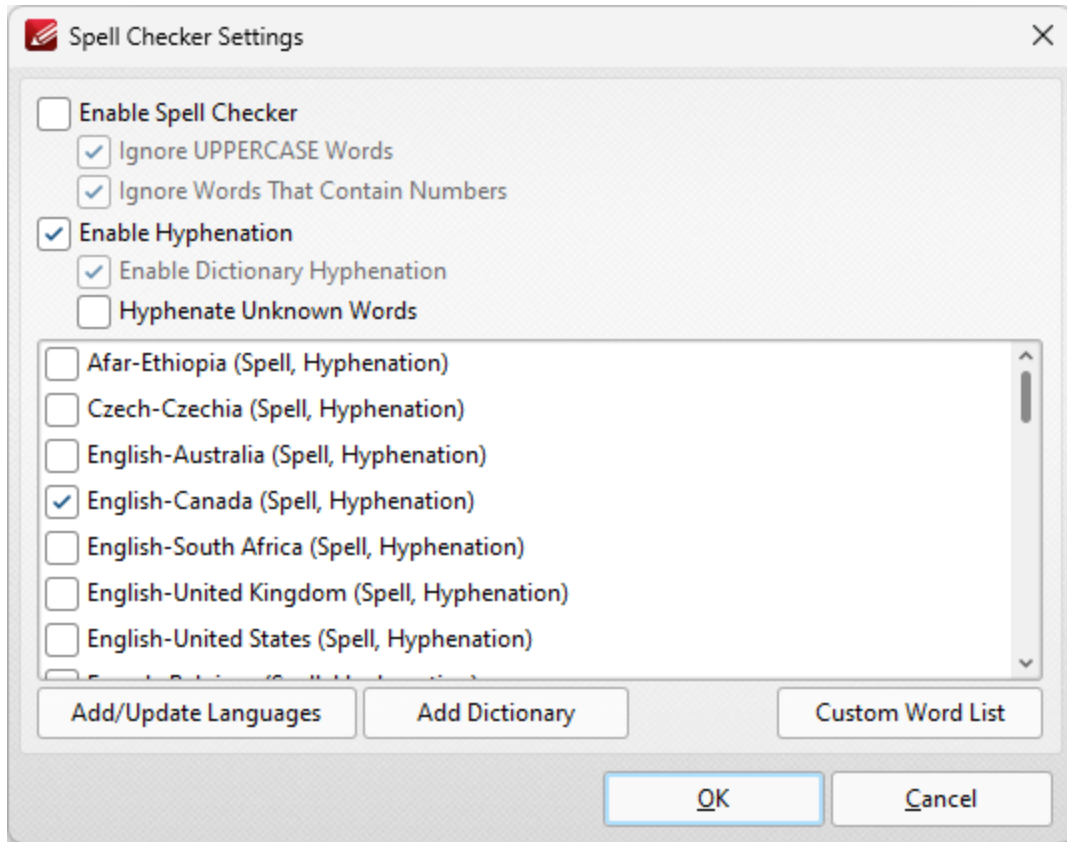 Spell Checker Settings
Enable Spell Checker
Ignore UPPERCASE Words
Ignore Words That Contain Numbers
Enable Hyphenation
Enable Dictionary Hyphenation
Hyphenate Unknown Words
Afar-Ethiopia (Spell, Hyphenation)
Czech-Czechia (Spell, Hyphenation)
English-Australia (Spell, Hyphenation)
English-Canada (Spell, Hyphenation)
English-South Africa (Spell, Hyphenation)
English-United Kingdom (Spell, Hyphenation)
English-United States (Spell, Hyphenation)
Add/Update Languages Add Dictionary Custom Word List
OK Cancel